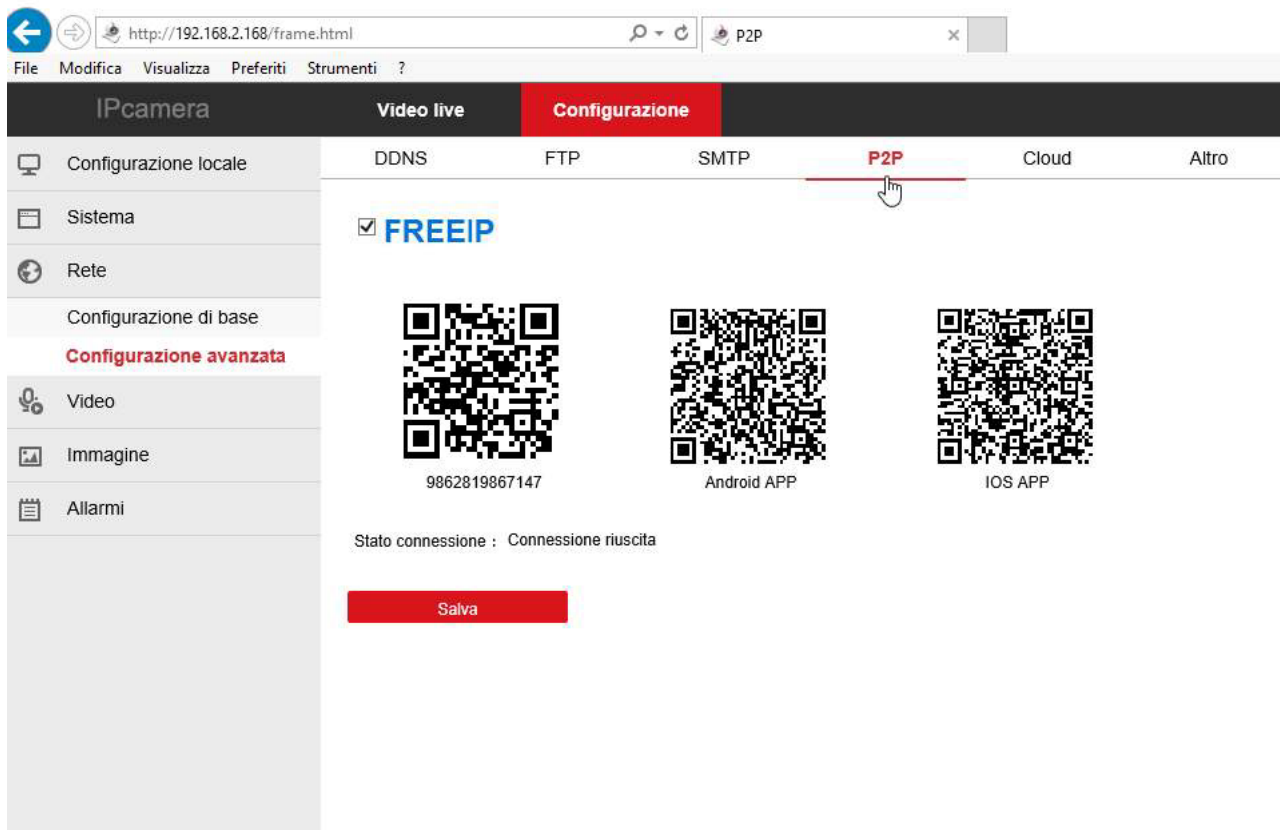 http://192.168.2.168/frame.html P2P
File Modifica Visualizza Preferiti Strumenti ?
IPcamera Video live Configurazione
DDNS FTP SMTP P2P Cloud Altro
Configurazione locale
Sistema
Rete
Configurazione di base
Configurazione avanzata
Video
Immagine
Allarmi
FREEIP
9862819867147 Android APP IOS APP
Stato connessione : Connessione riuscita
Salva